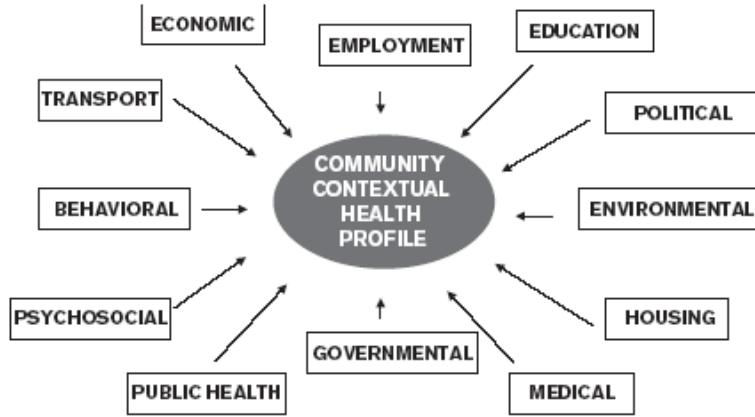 ECONOMIC
EMPLOYMENT
EDUCATION
TRANSPORT
POLITICAL
COMMUNITY
CONTEXTUAL
HEALTH
PROFILE
BEHAVIORAL
ENVIRONMENTAL
PSYCHOSOCIAL
HOUSING
GOVERNMENTAL
PUBLIC HEALTH
MEDICAL